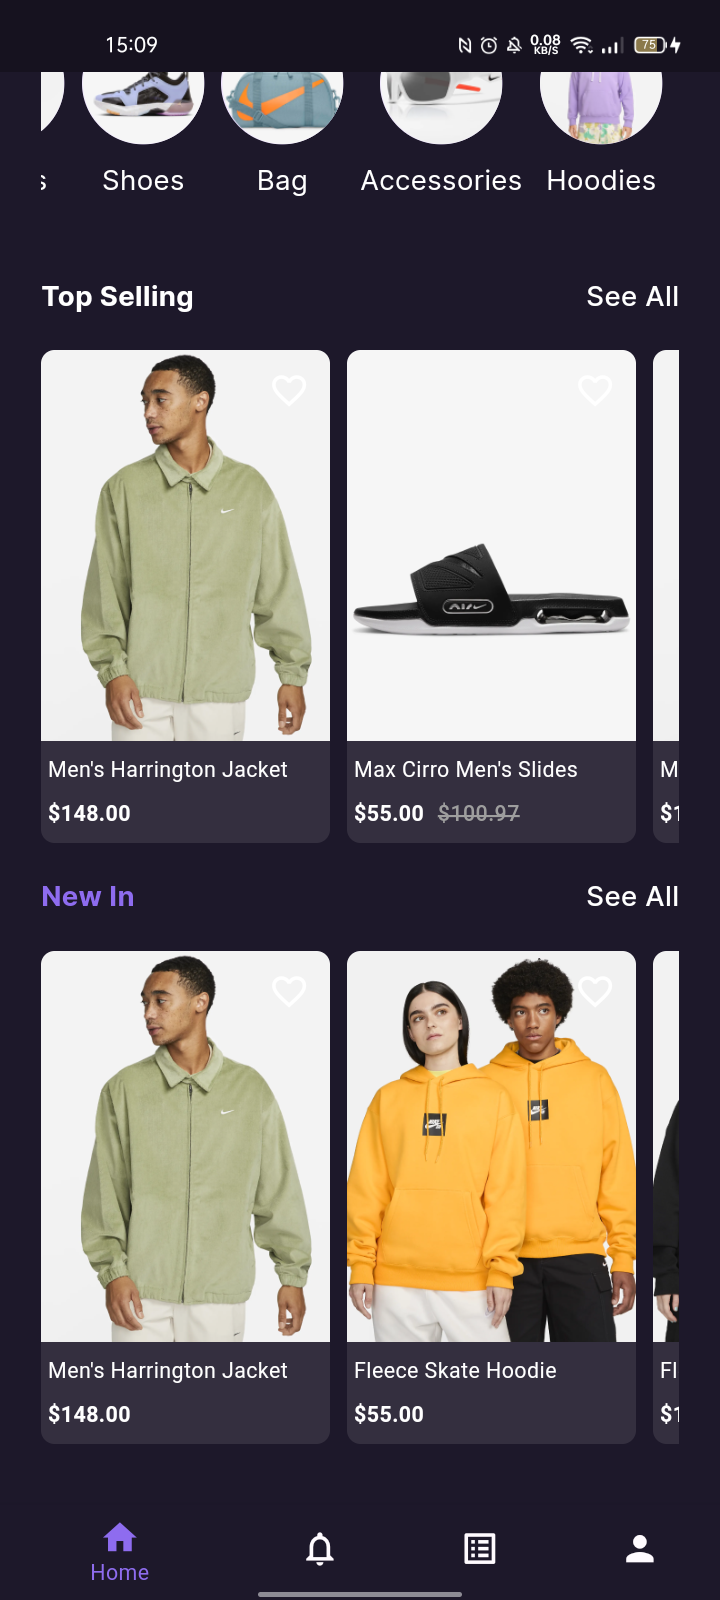 15:09
0.08
KB/S
75
s Shoes Bag Accessories Hoodies
Top Selling See All
AIR
Men's Harrington Jacket Max Cirro Men's Slides M
$148.00 $55.00 $100.97 $1
New In See All
Men's Harrington Jacket Fleece Skate Hoodie Fl
$148.00 $55.00 $1
Home